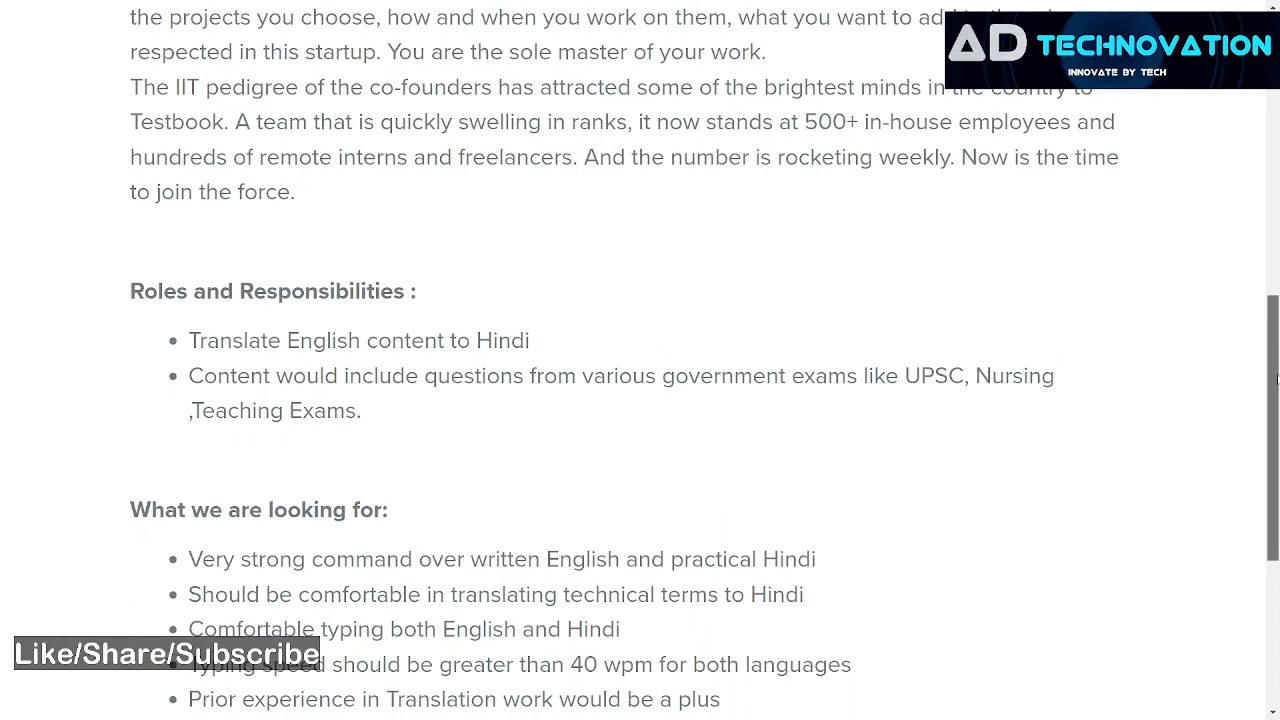 the projects you choose, how and when you work on them, what you want to
respected in this startup. You are the sole master of your work.
AD TECHNOVATION
INNOVATE BY TECH
The IIT pedigree of the co-founders has attracted some of the brightest minds in the country to
Testbook. A team that is quickly swelling in ranks, it now stands at 500+ in-house employees and
hundreds of remote interns and freelancers. And the number is rocketing weekly. Now is the time
to join the force.
Roles and Responsibilities :
• Translate English content to Hindi
• Content would include questions from various government exams like UPSC, Nursing
,Teaching Exams.
What we are looking for:
• Very strong command over written English and practical Hindi
• Should be comfortable in translating technical terms to Hindi
• Comfortable typing both English and Hindi
Like/Share/Subscribe
Typing speed should be greater than 40 wpm for both languages
• Prior experience in Translation work would be a plus